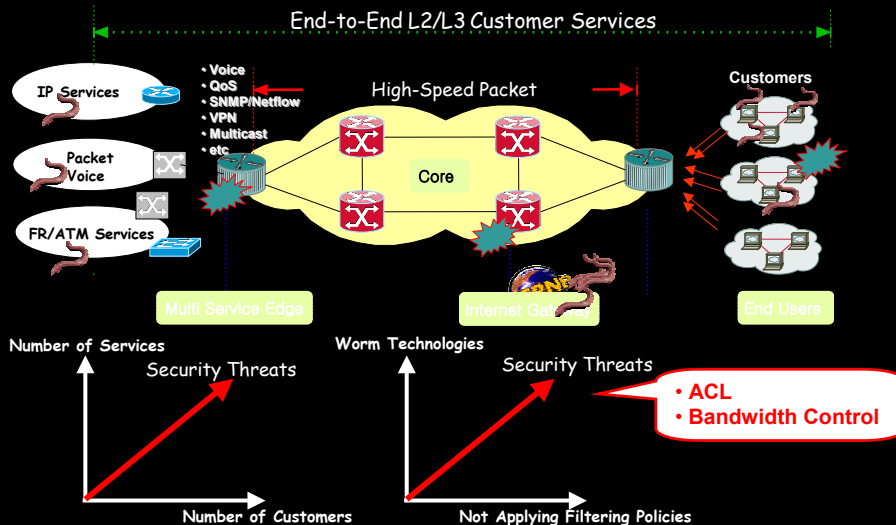 End-to-End L2/L3 Customer Services
IP Services
• Voice
• QoS
• SNMP/Netflow
• VPN
• Multicast
• etc
High-Speed Packet
Customers
Packet
Voice
Core
FR/ATM Services
Multi Service Edge
Internet Gateway
End Users
Number of Services
Security Threats
Number of Customers
Worm Technologies
Security Threats
Not Applying Filtering Policies
• ACL
• Bandwidth Control